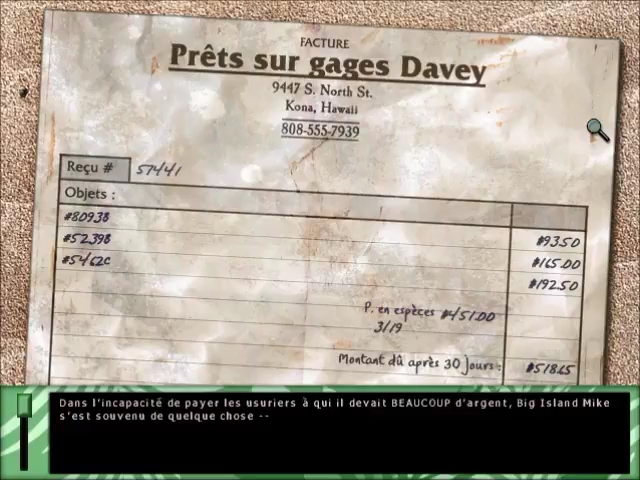 FACTURE
Prêts sur gages Davey
9447 S. North St.
Kona, Hawaii
808-555-7939
Reçu # 57441
Objets :
#80938 $93.50
#52398 $165.00
#5462C $192.50
P. en espèces $451.00
3/19
Montant dû après 30 jours: $518.65
Dans l'incapacité de payer les usuriers à qui il devait BEAUCOUP d'argent, Big Island Mike
s'est souvenu de quelque chose --